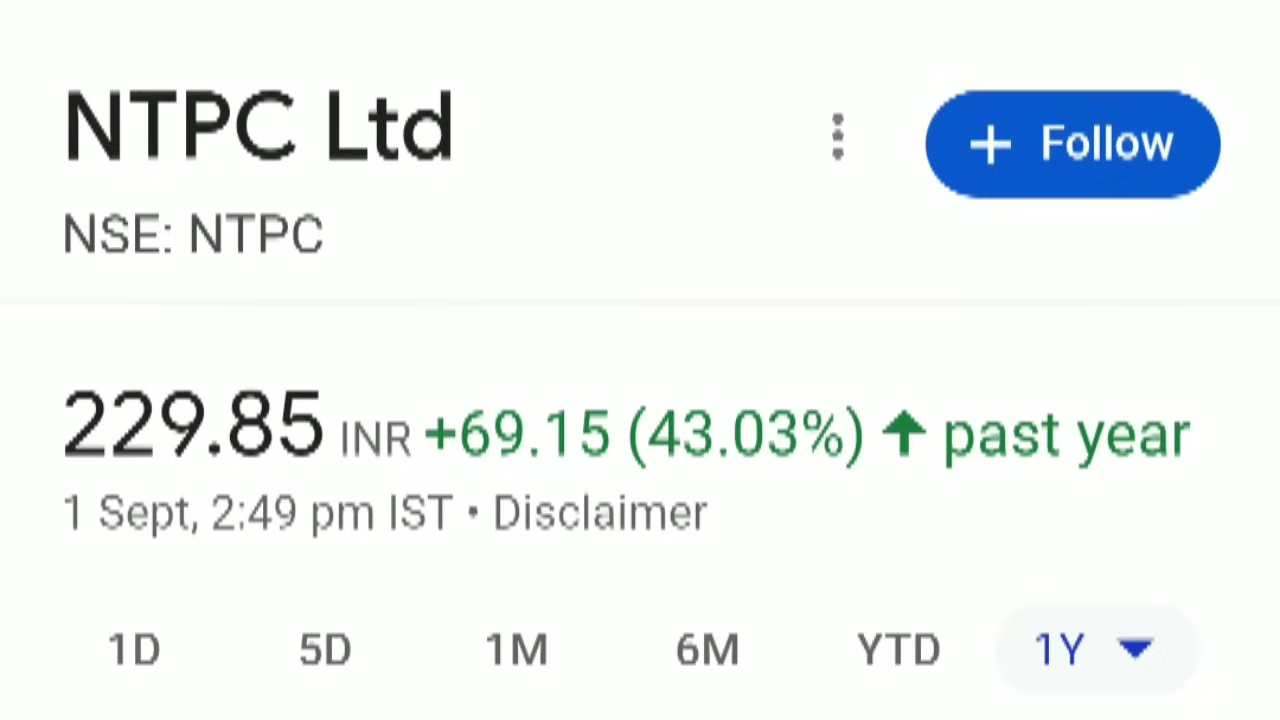 NTPC Ltd
+ Follow
NSE: NTPC
229.85 INR +69.15 (43.03%) ↑ past year
1 Sept, 2:49 pm IST • Disclaimer
1D 5D 1M 6M YTD 1Y